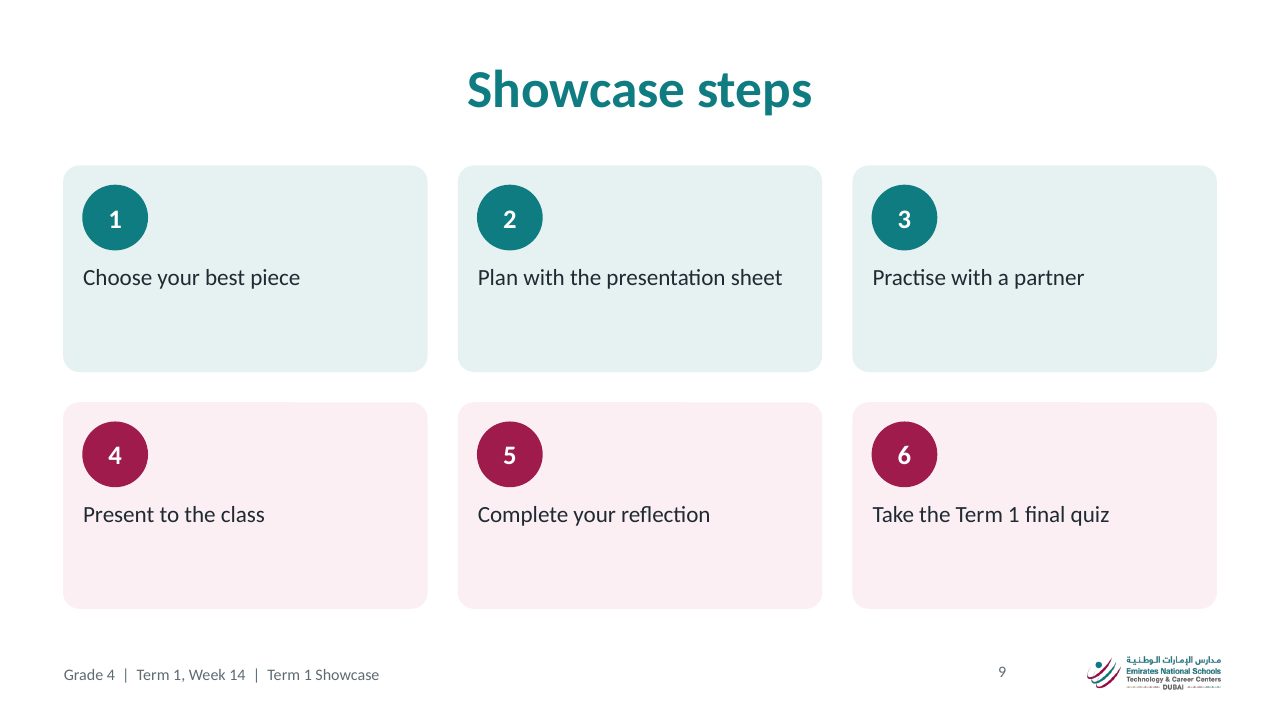 Showcase steps
1
Choose your best piece
2
Plan with the presentation sheet
3
Practise with a partner
4
Present to the class
5
Complete your reflection
6
Take the Term 1 final quiz
Grade 4 | Term 1, Week 14 | Term 1 Showcase
9
مدارس الإمارات الوطنية
Emirates National Schools
Technology & Career Centers
DUBAI